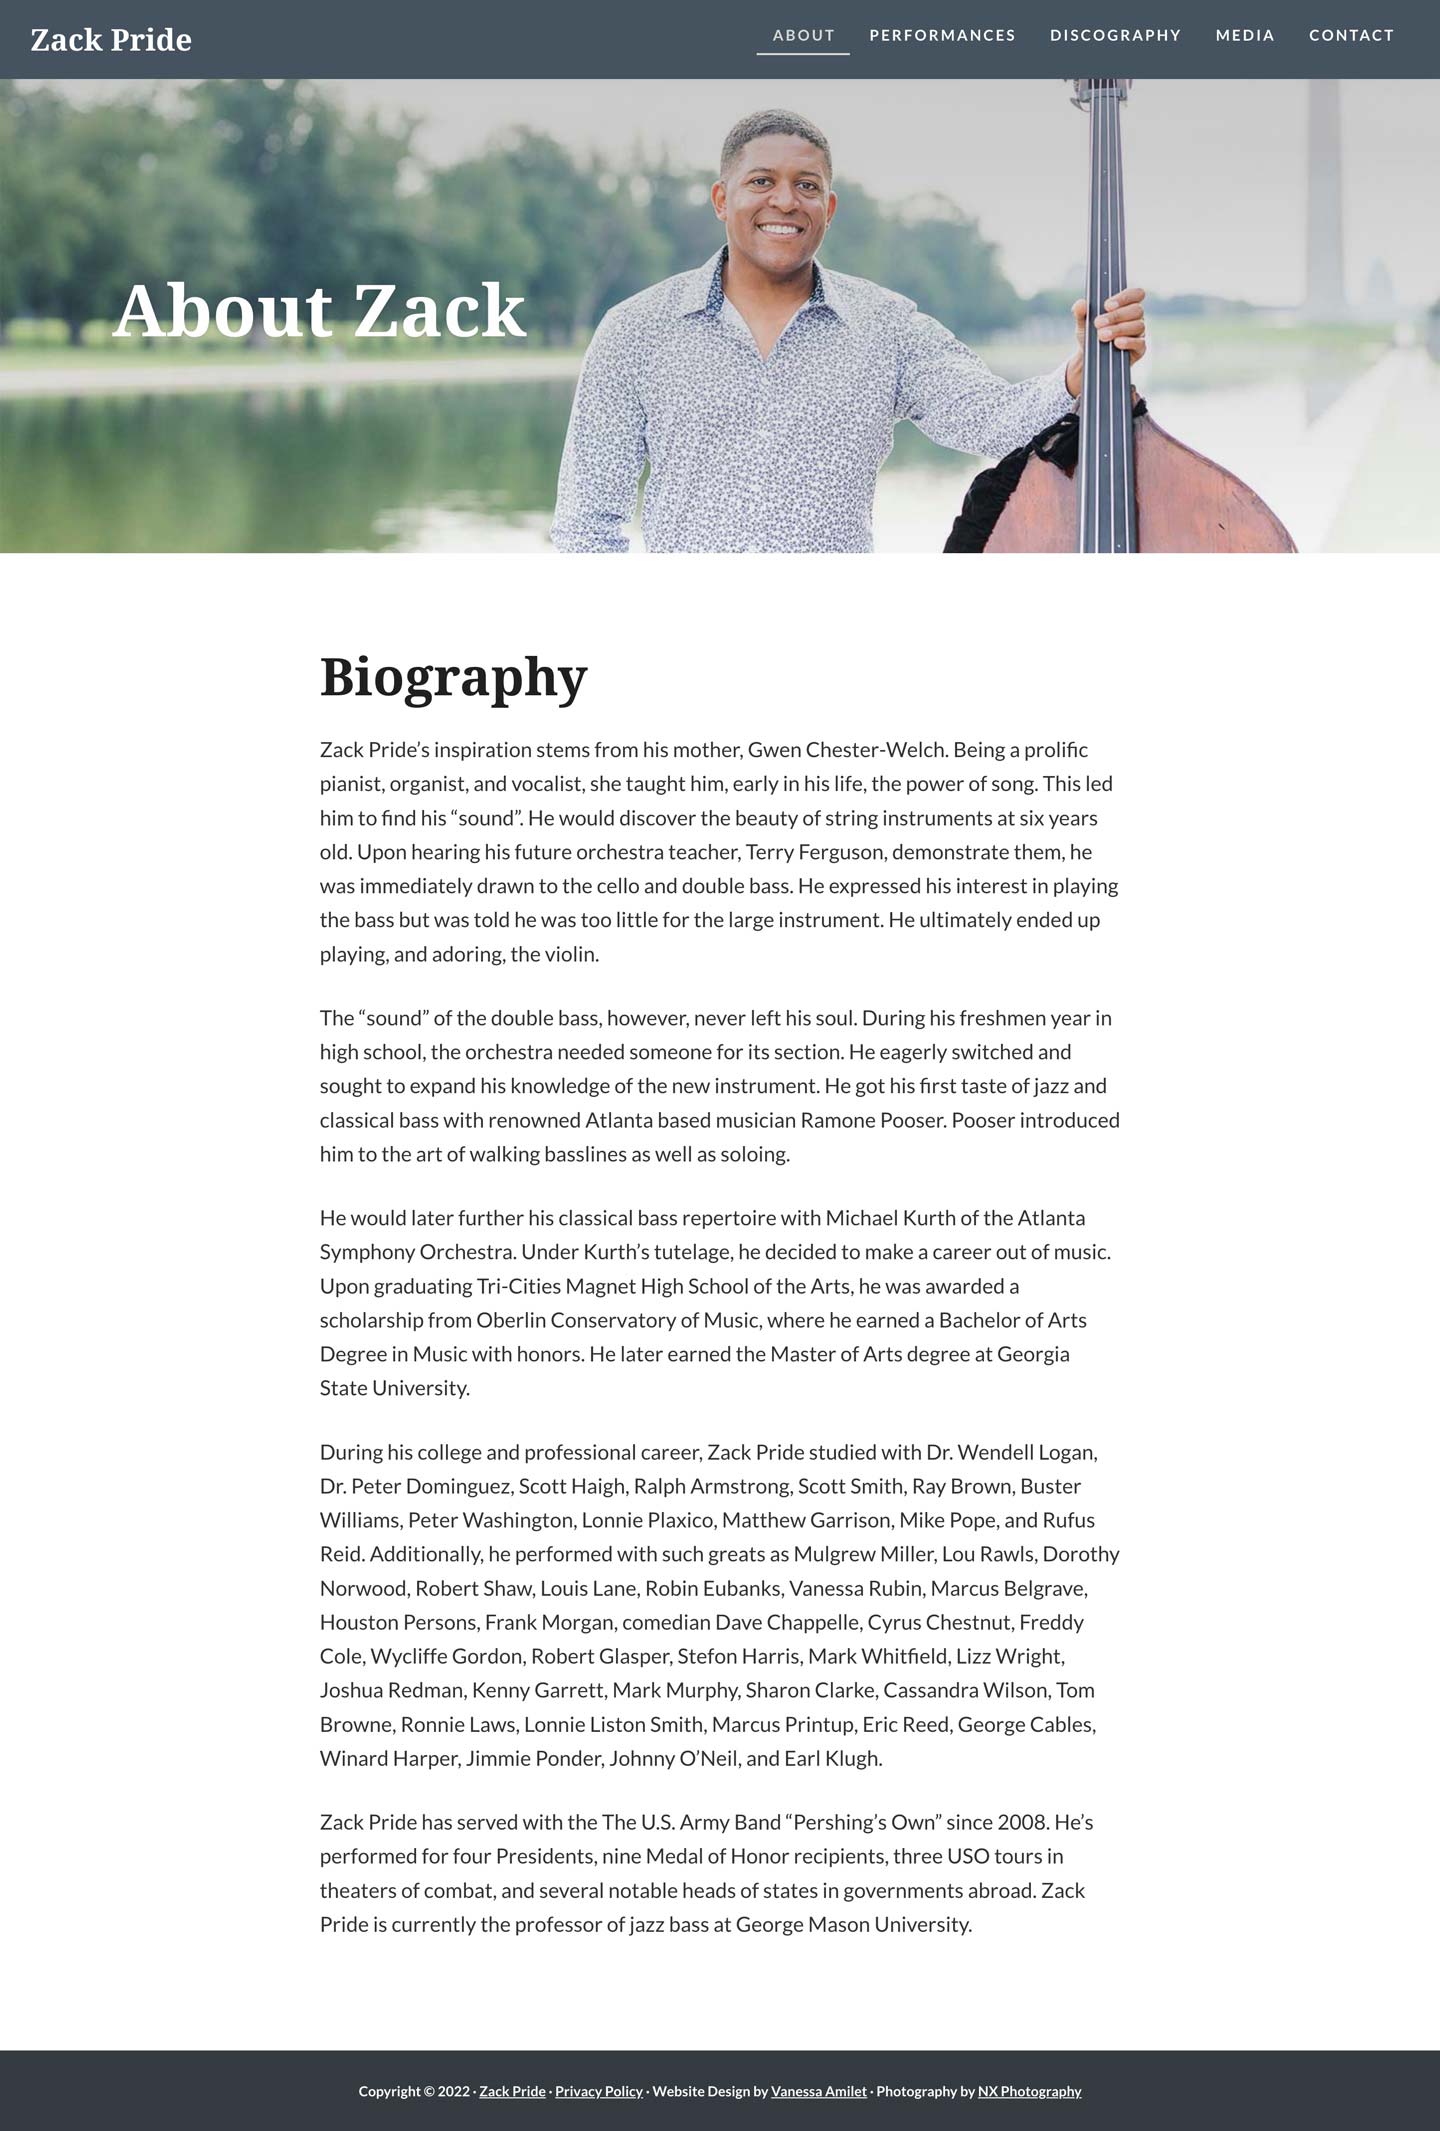 Zack Pride
ABOUT PERFORMANCES DISCOGRAPHY MEDIA CONTACT
About Zack
Biography
Zack Pride’s inspiration stems from his mother, Gwen Chester-Welch. Being a prolific
pianist, organist, and vocalist, she taught him, early in his life, the power of song. This led
him to find his “sound”. He would discover the beauty of string instruments at six years
old. Upon hearing his future orchestra teacher, Terry Ferguson, demonstrate them, he
was immediately drawn to the cello and double bass. He expressed his interest in playing
the bass but was told he was too little for the large instrument. He ultimately ended up
playing, and adoring, the violin.
The “sound” of the double bass, however, never left his soul. During his freshmen year in
high school, the orchestra needed someone for its section. He eagerly switched and
sought to expand his knowledge of the new instrument. He got his first taste of jazz and
classical bass with renowned Atlanta based musician Ramone Pooser. Pooser introduced
him to the art of walking basslines as well as soloing.
He would later further his classical bass repertoire with Michael Kurth of the Atlanta
Symphony Orchestra. Under Kurth’s tutelage, he decided to make a career out of music.
Upon graduating Tri-Cities Magnet High School of the Arts, he was awarded a
scholarship from Oberlin Conservatory of Music, where he earned a Bachelor of Arts
Degree in Music with honors. He later earned the Master of Arts degree at Georgia
State University.
During his college and professional career, Zack Pride studied with Dr. Wendell Logan,
Dr. Peter Dominguez, Scott Haigh, Ralph Armstrong, Scott Smith, Ray Brown, Buster
Williams, Peter Washington, Lonnie Plaxico, Matthew Garrison, Mike Pope, and Rufus
Reid. Additionally, he performed with such greats as Mulgrew Miller, Lou Rawls, Dorothy
Norwood, Robert Shaw, Louis Lane, Robin Eubanks, Vanessa Rubin, Marcus Belgrave,
Houston Persons, Frank Morgan, comedian Dave Chappelle, Cyrus Chestnut, Freddy
Cole, Wycliffe Gordon, Robert Glasper, Stefon Harris, Mark Whitfield, Lizz Wright,
Joshua Redman, Kenny Garrett, Mark Murphy, Sharon Clarke, Cassandra Wilson, Tom
Browne, Ronnie Laws, Lonnie Liston Smith, Marcus Printup, Eric Reed, George Cables,
Winard Harper, Jimmie Ponder, Johnny O’Neil, and Earl Klugh.
Zack Pride has served with the The U.S. Army Band “Pershing’s Own” since 2008. He’s
performed for four Presidents, nine Medal of Honor recipients, three USO tours in
theaters of combat, and several notable heads of states in governments abroad. Zack
Pride is currently the professor of jazz bass at George Mason University.
Copyright © 2022 · Zack Pride · Privacy Policy · Website Design by Vanessa Amilet · Photography by NX Photography